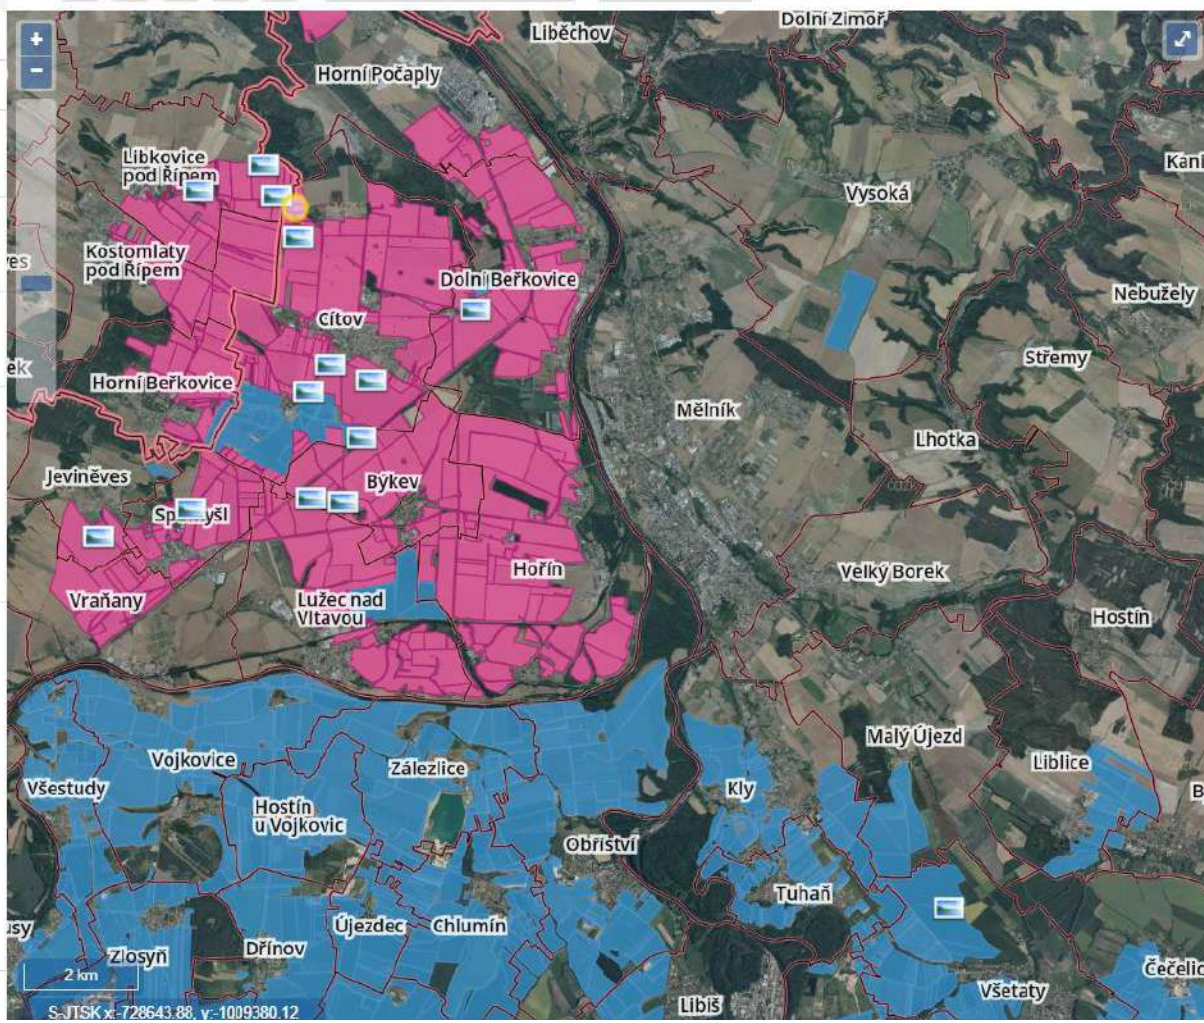 Liběchov
Dolní Zimoř
+
−
Horní Počaply
Libkovice
pod Řípem
Vysoká
Kostomlaty
pod Řípem
Dolní Beřkovice
Nebužely
Cítov
Střemy
ek
Horní Beřkovice
Mělník
Lhotka
Jeviněves
Býkev
Velký Borek
Hořín
Vraňany
Lužec nad
Vltavou
Hostín
Malý Újezd
Vojkovice
Zálezlice
Liblice
Všestudy
Kly
Hostín
u Vojkovic
Obříství
Tuhaň
Újezdec
Chlumín
Zlosyň
Dřínov
2 km
Všetaty
Libiš
S-JTSK x:-728643.88, y:-1009380.12